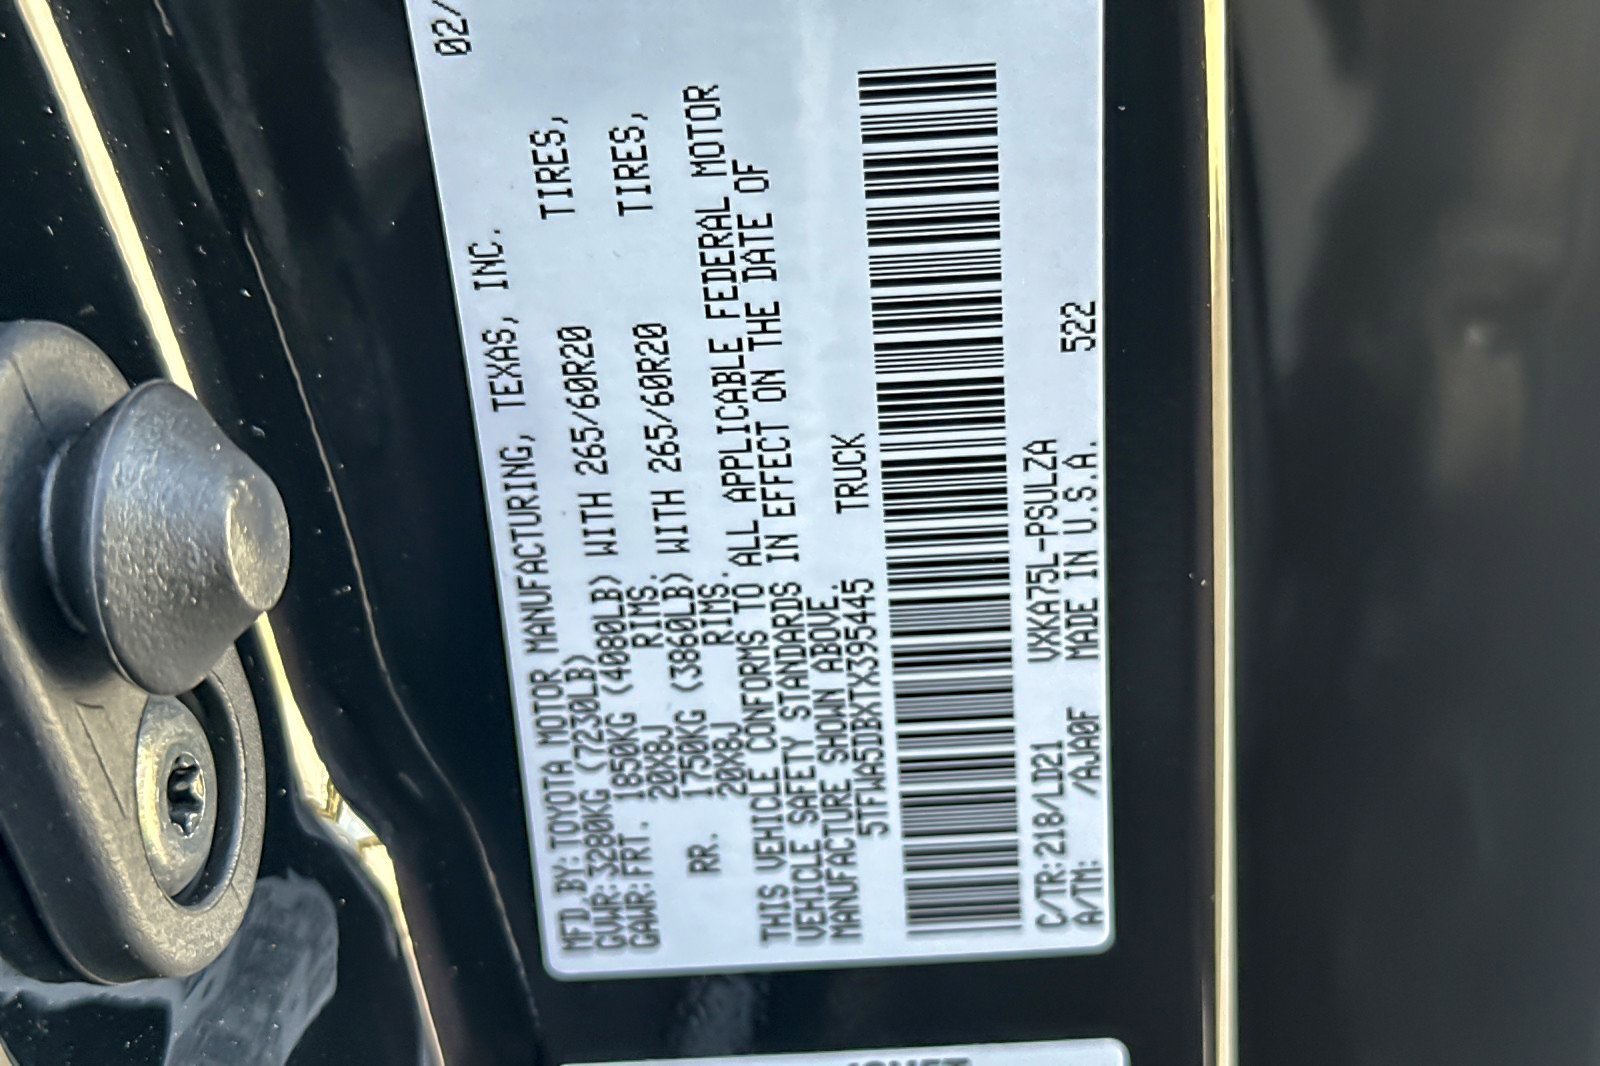 02/
MFD.BY:TOYOTA MOTOR MANUFACTURING, TEXAS, INC.
GVWR:3280KG (7230LB)
GAWR:FRT. 1850KG (4080LB) WITH 265/60R20 TIRES,
20X8J RIMS.
RR. 1750KG (3860LB) WITH 265/60R20 TIRES,
20X8J RIMS.
THIS VEHICLE CONFORMS TO ALL APPLICABLE FEDERAL MOTOR
VEHICLE SAFETY STANDARDS IN EFFECT ON THE DATE OF
MANUFACTURE SHOWN ABOVE.
5TFWA5DBXTX395445 TRUCK
C/TR:218/LD21 VXKA75L-PSULZA 522
A/TM: /AJA0F MADE IN U.S.A.